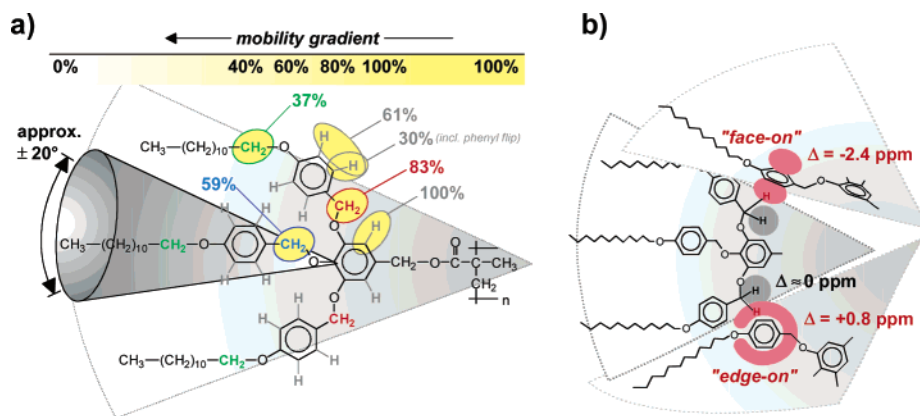 a)
mobility gradient
0% 40% 60% 80% 100% 100%
37%
61%
30% (incl. phenyl flip)
approx.
± 20°
CH₃—(CH₂)₁₀—CH₂—O
H
H
83%
59%
H
H
CH₂
100%
H
H
H
O
H
CH₃—(CH₂)₁₀—CH₂—O
CH₂
O
CH₂—O—C—C—CH₃
O
CH₂
n
H
H
O
H
CH₂
H
H
CH₃—(CH₂)₁₀—CH₂—O
H
H
b)
"face-on"
Δ = -2.4 ppm
O
O
H
H
O
O
O
O
Δ ≈ 0 ppm
H
O
H
Δ = +0.8 ppm
O
O
O
"edge-on"